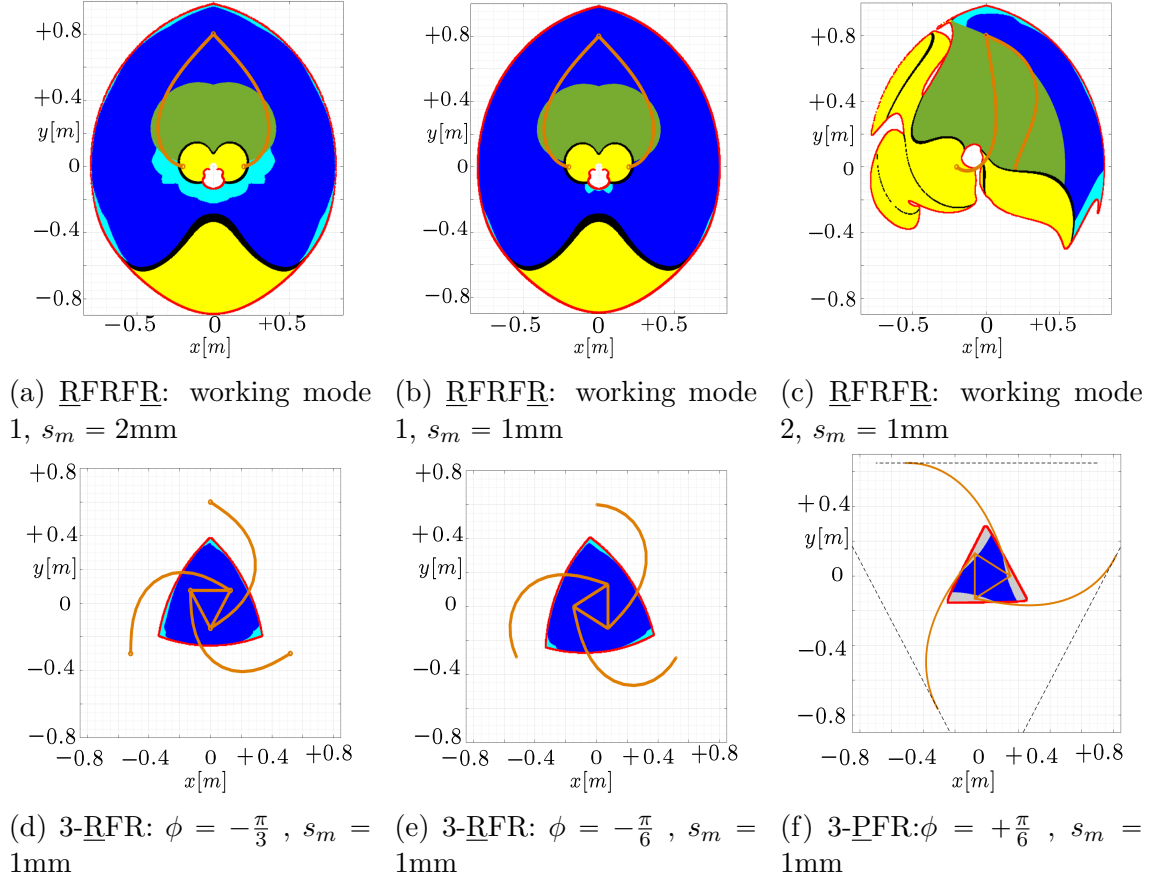 +0.8
+0.4
y[m]
0
−0.4
−0.8
−0.5
0
+0.5
x[m]
+0.8
+0.4
y[m]
0
−0.4
−0.8
−0.5
0
+0.5
x[m]
+0.8
+0.4
y[m]
0
−0.4
−0.8
−0.5
0
+0.5
x[m]
(a) RFRFR: working mode
1, s_m = 2mm
(b) RFRFR: working mode
1, s_m = 1mm
(c) RFRFR: working mode
2, s_m = 1mm
+0.8
+0.4
y[m]
0
−0.4
−0.8
−0.8
−0.4
0
+0.4
+0.8
x[m]
+0.8
+0.4
y[m]
0
−0.4
−0.8
−0.8
−0.4
0
+0.4
+0.8
x[m]
+0.4
y[m]
0
−0.4
−0.8
−0.8
−0.4
0
+0.4
+0.8
x[m]
(d) 3-RFR: ϕ = −π/3 , s_m =
1mm
(e) 3-RFR: ϕ = −π/6 , s_m =
1mm
(f) 3-PFR:ϕ = +π/6 , s_m =
1mm